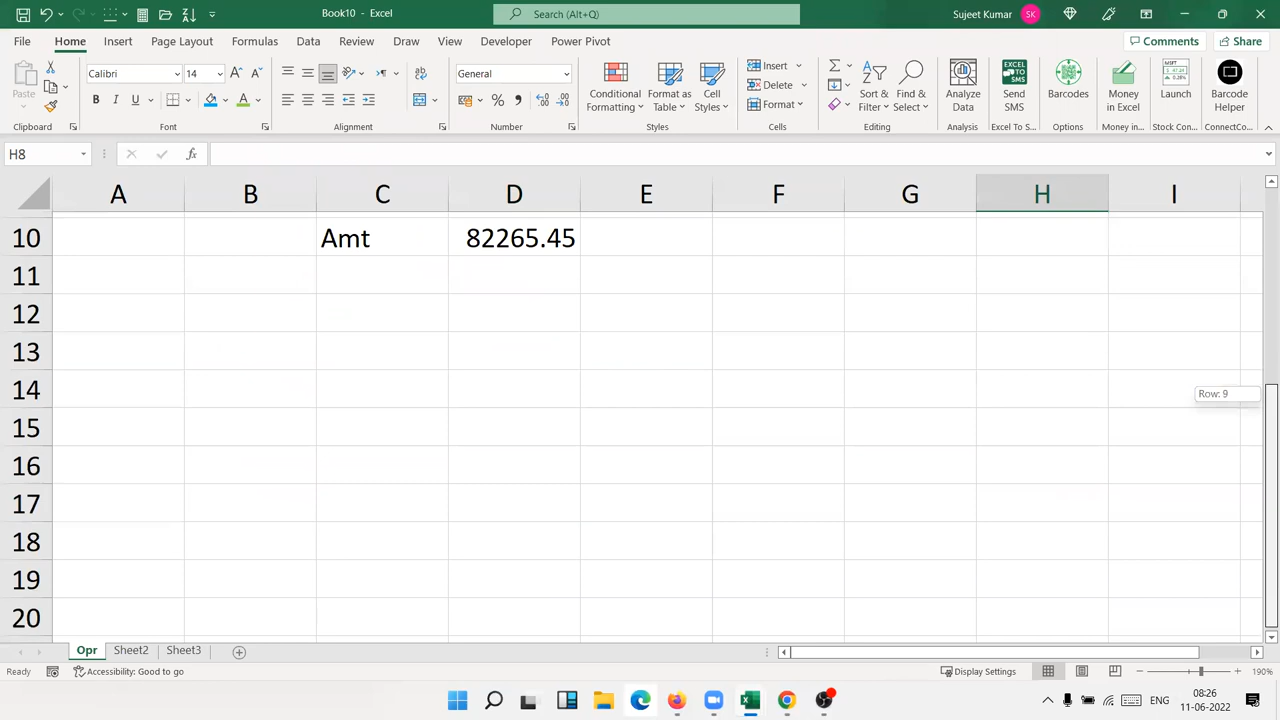 Book10 - Excel
Search (Alt+Q)
Sujeet Kumar
SK
File
Home
Insert
Page Layout
Formulas
Data
Review
Draw
View
Developer
Power Pivot
Comments
Share
Paste
Clipboard
Calibri
14
B I U
Font
Alignment
General
Number
Conditional Formatting
Format as Table
Cell Styles
Styles
Insert
Delete
Format
Cells
Sort & Filter
Find & Select
Editing
Analyze Data
Analysis
Send SMS
Excel To S...
Barcodes
Options
Money in Excel
Money in...
MSFT
Launch
Stock Con...
Barcode Helper
ConnectCo...
H8
fx
A B C D E F G H I
10 Amt 82265.45
11
12
13
14
Row: 9
15
16
17
18
19
20
Opr
Sheet2
Sheet3
Ready
Accessibility: Good to go
Display Settings
190%
ENG
08:26
11-06-2022